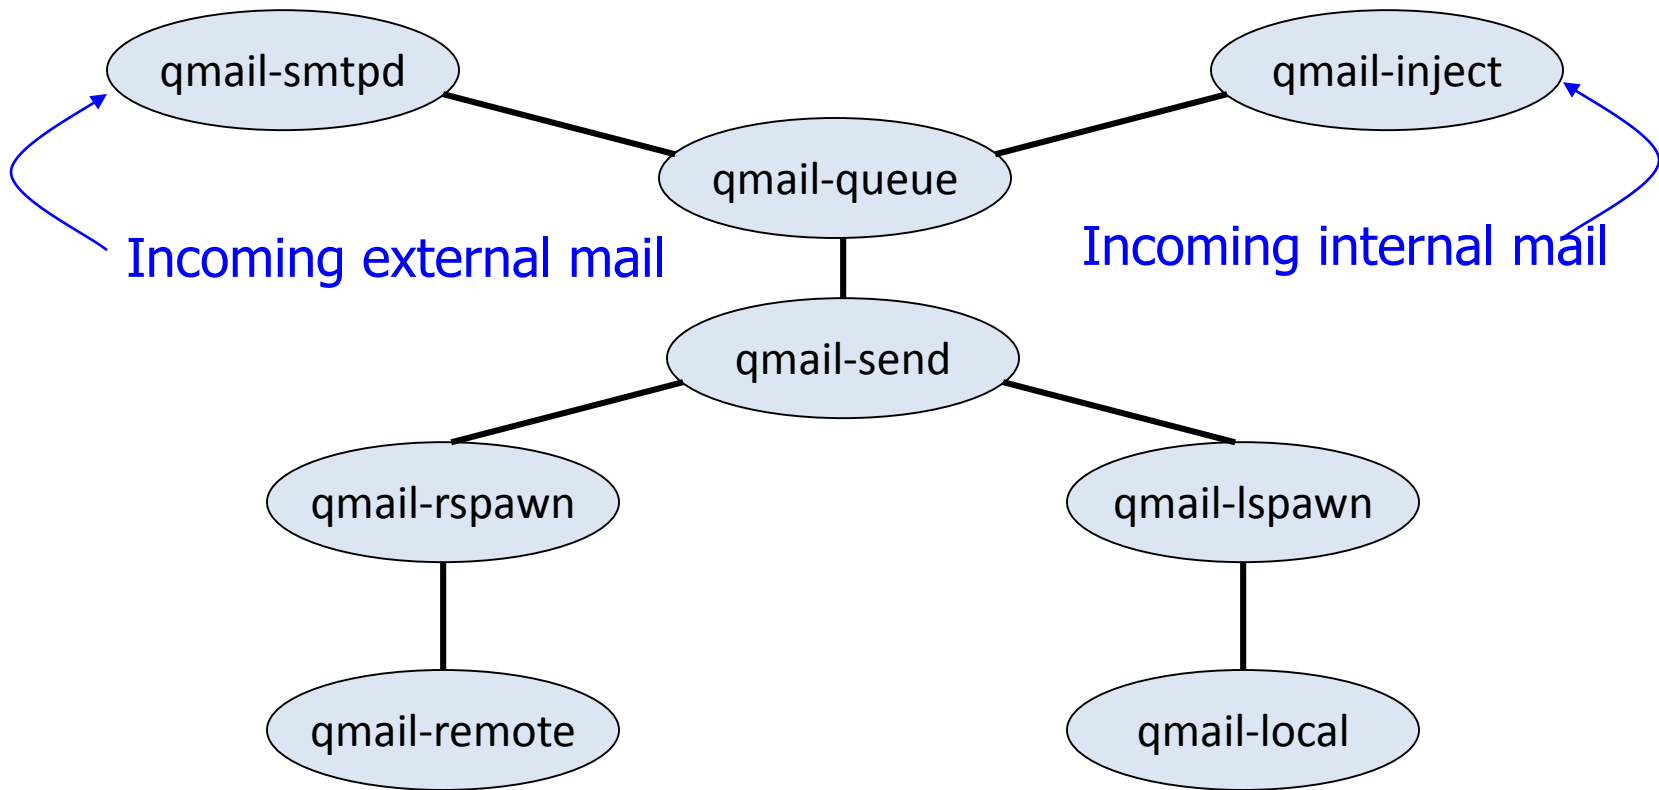 qmail-smtpd
qmail-inject
qmail-queue
Incoming external mail
Incoming internal mail
qmail-send
qmail-rspawn
qmail-lspawn
qmail-remote
qmail-local